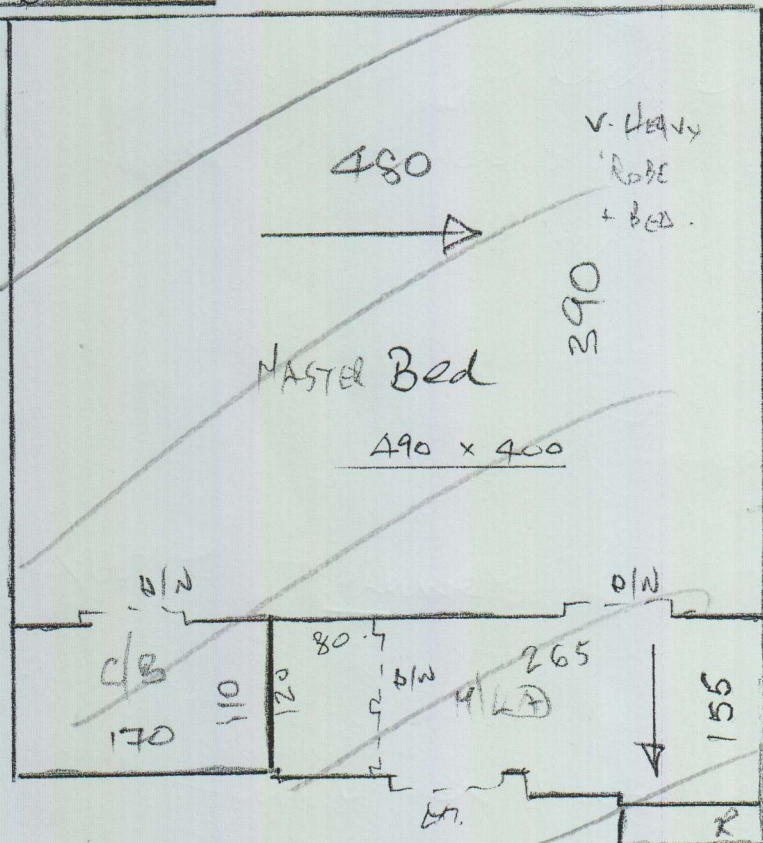 480
V. HEAVY
ROBE
+ BED.
390
MASTER Bed
490 x 400
D/N
D/N
C/B
170
110
120
80
D/N
265
155
R